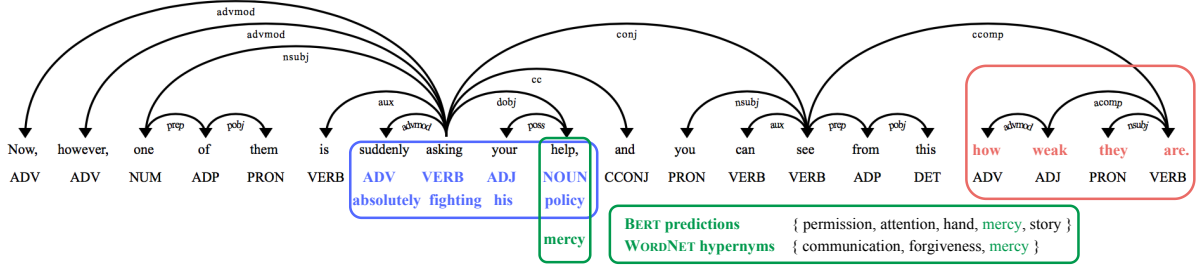 advmod
advmod
conj
ccomp
nsubj
cc
aux
dobj
nsubj
acomp
prep
pobj
advmod
poss
aux
prep
pobj
advmod
nsubj
Now, however, one of them is suddenly asking your help, and you can see from this how weak they are.
ADV ADV NUM ADP PRON VERB ADV VERB ADJ NOUN CCONJ PRON VERB VERB ADP DET ADV ADJ PRON VERB
absolutely fighting his policy
BERT predictions { permission, attention, hand, mercy, story }
mercy
WORDNET hypernyms { communication, forgiveness, mercy }